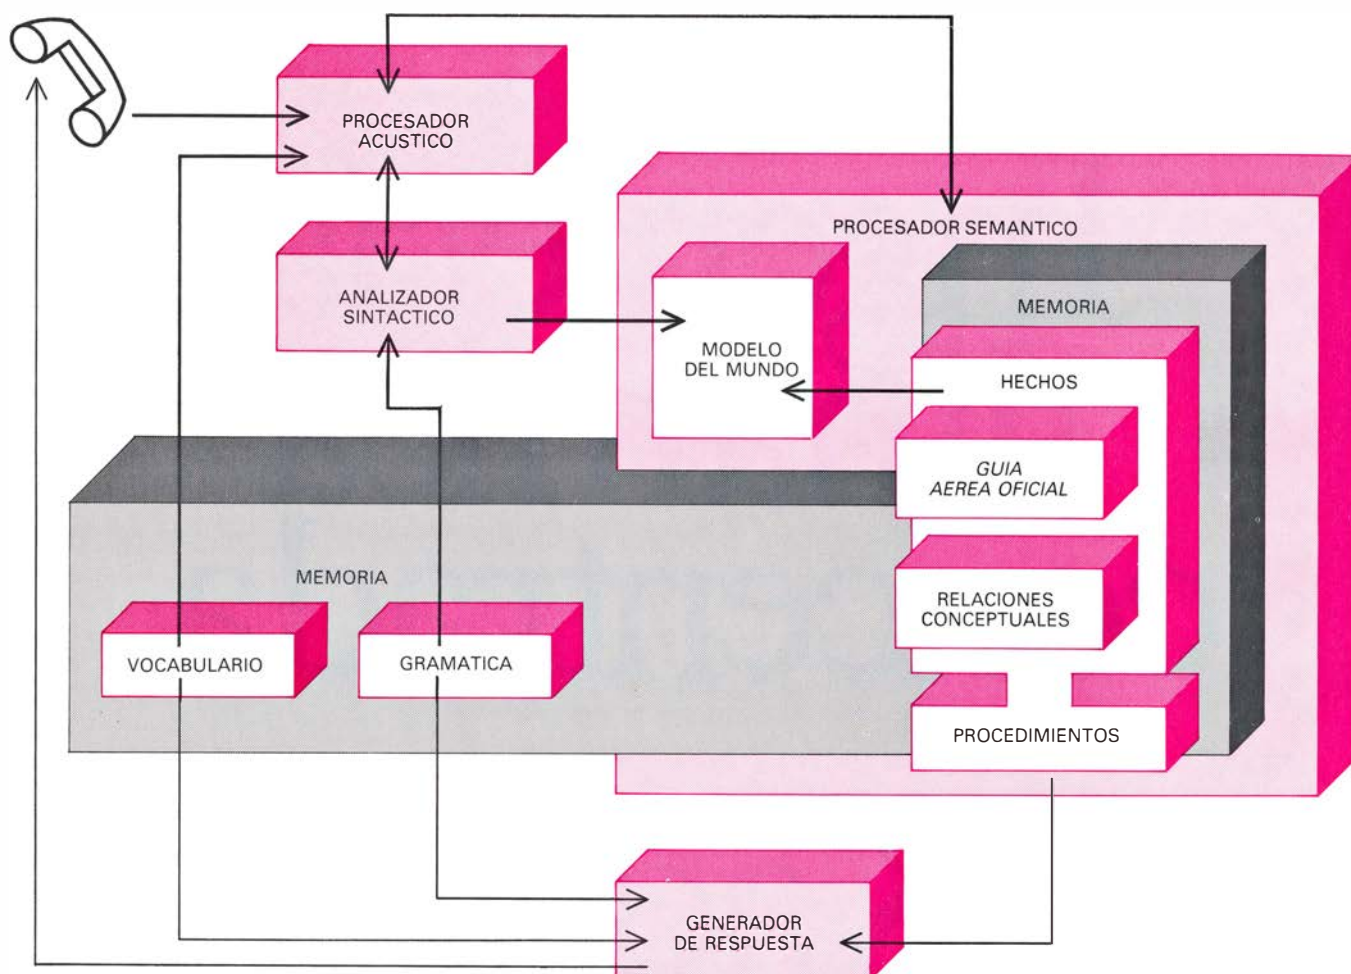 PROCESADOR
ACUSTICO
PROCESADOR SEMANTICO
ANALIZADOR
SINTACTICO
MODELO
DEL MUNDO
MEMORIA
HECHOS
GUIA
AEREA OFICIAL
RELACIONES
CONCEPTUALES
PROCEDIMIENTOS
MEMORIA
VOCABULARIO
GRAMATICA
GENERADOR
DE RESPUESTA